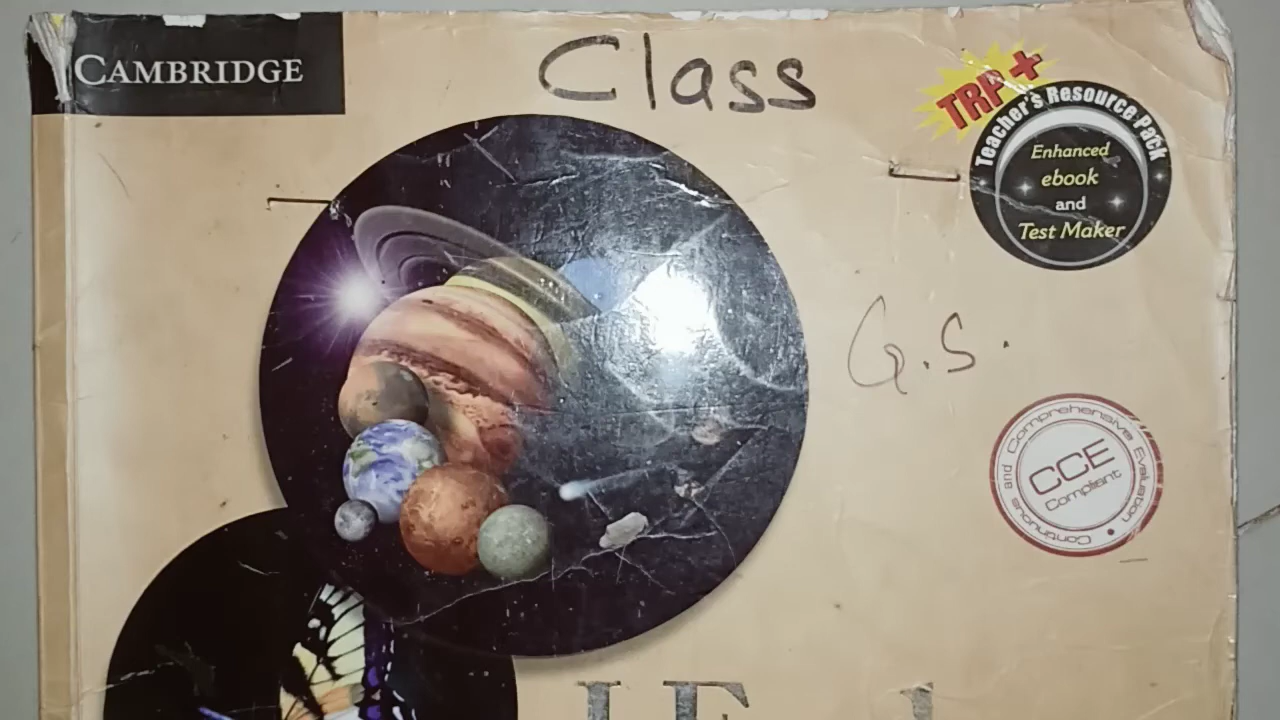 CAMBRIDGE
Class
TRP+
Teacher's Resource Pack
Enhanced
ebook
and
Test Maker
G.S.
Continuous and Comprehensive Evaluation
CCE
Compliant